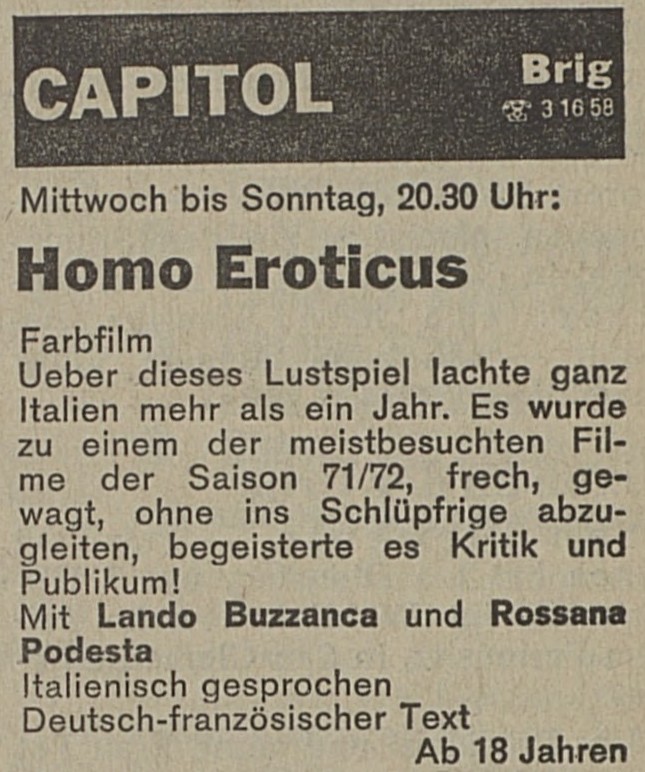 CAPITOL
Brig
☎ 3 16 58
Mittwoch bis Sonntag, 20.30 Uhr:
Homo Eroticus
Farbfilm
Ueber dieses Lustspiel lachte ganz
Italien mehr als ein Jahr. Es wurde
zu einem der meistbesuchten Fil-
me der Saison 71/72, frech, ge-
wagt, ohne ins Schlüpfrige abzu-
gleiten, begeisterte es Kritik und
Publikum!
Mit Lando Buzzanca und Rossana
Podesta
Italienisch gesprochen
Deutsch-französischer Text
Ab 18 Jahren